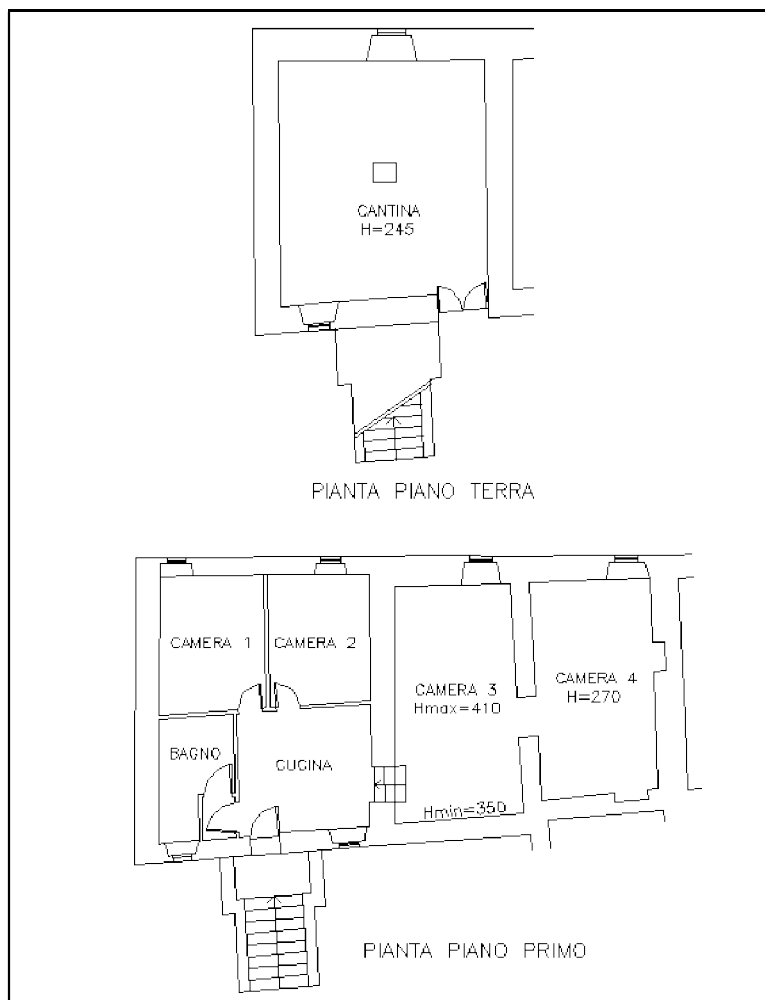 CANTINA
H=245
PIANTA PIANO TERRA
CAMERA 1
CAMERA 2
CAMERA 3
Hmax=410
CAMERA 4
H=270
BAGNO
CUCINA
Hmin=350
PIANTA PIANO PRIMO